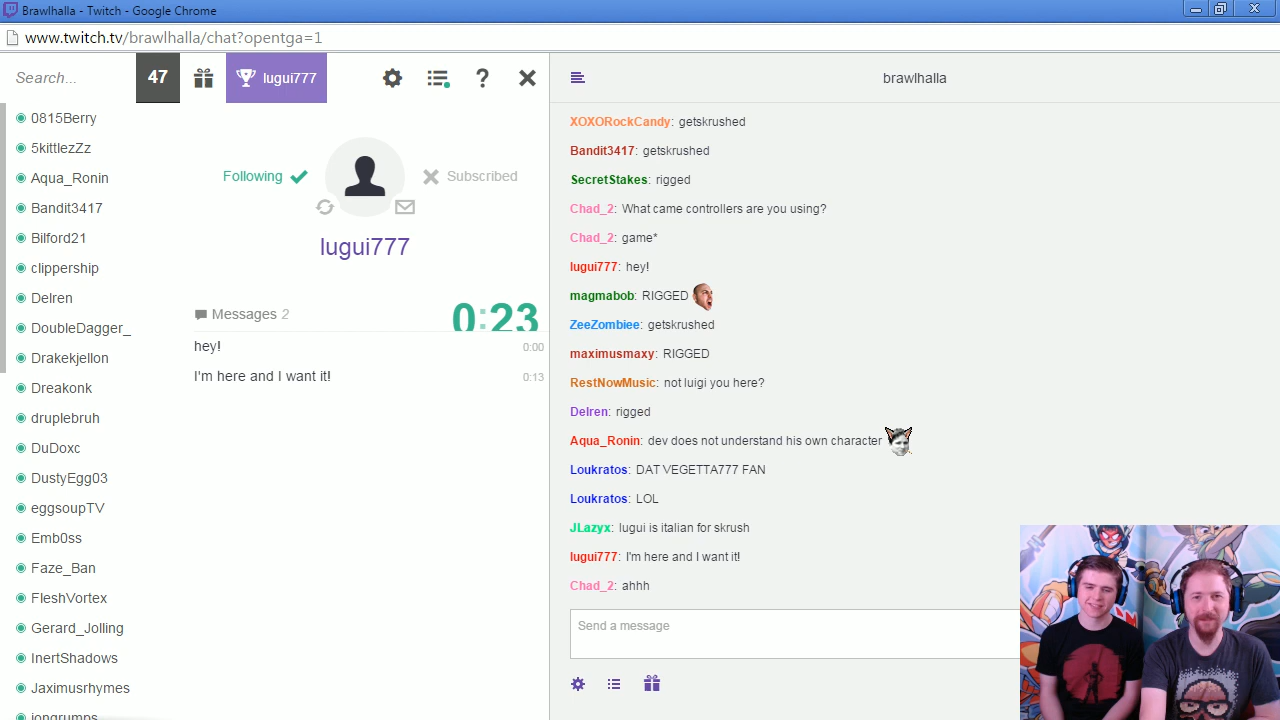 Brawlhalla - Twitch - Google Chrome
www.twitch.tv/brawlhalla/chat?opentga=1
Search...
47
lugui777
0815Berry
5kittlezZz
Aqua_Ronin
Bandit3417
Bilford21
clippership
Delren
DoubleDagger_
Drakekjellon
Dreakonk
druplebruh
DuDoxc
DustyEgg03
eggsoupTV
Emb0ss
Faze_Ban
FleshVortex
Gerard_Jolling
InertShadows
Jaximusrhymes
jongrumps
Following
Subscribed
lugui777
Messages 2
0:23
hey! 0:00
I'm here and I want it! 0:13
brawlhalla
XOXORockCandy: getskrushed
Bandit3417: getskrushed
SecretStakes: rigged
Chad_2: What came controllers are you using?
Chad_2: game*
lugui777: hey!
magmabob: RIGGED
ZeeZombiee: getskrushed
maximusmaxy: RIGGED
RestNowMusic: not luigi you here?
Delren: rigged
Aqua_Ronin: dev does not understand his own character
Loukratos: DAT VEGETTA777 FAN
Loukratos: LOL
JLazyx: lugui is italian for skrush
lugui777: I'm here and I want it!
Chad_2: ahhh
Send a message